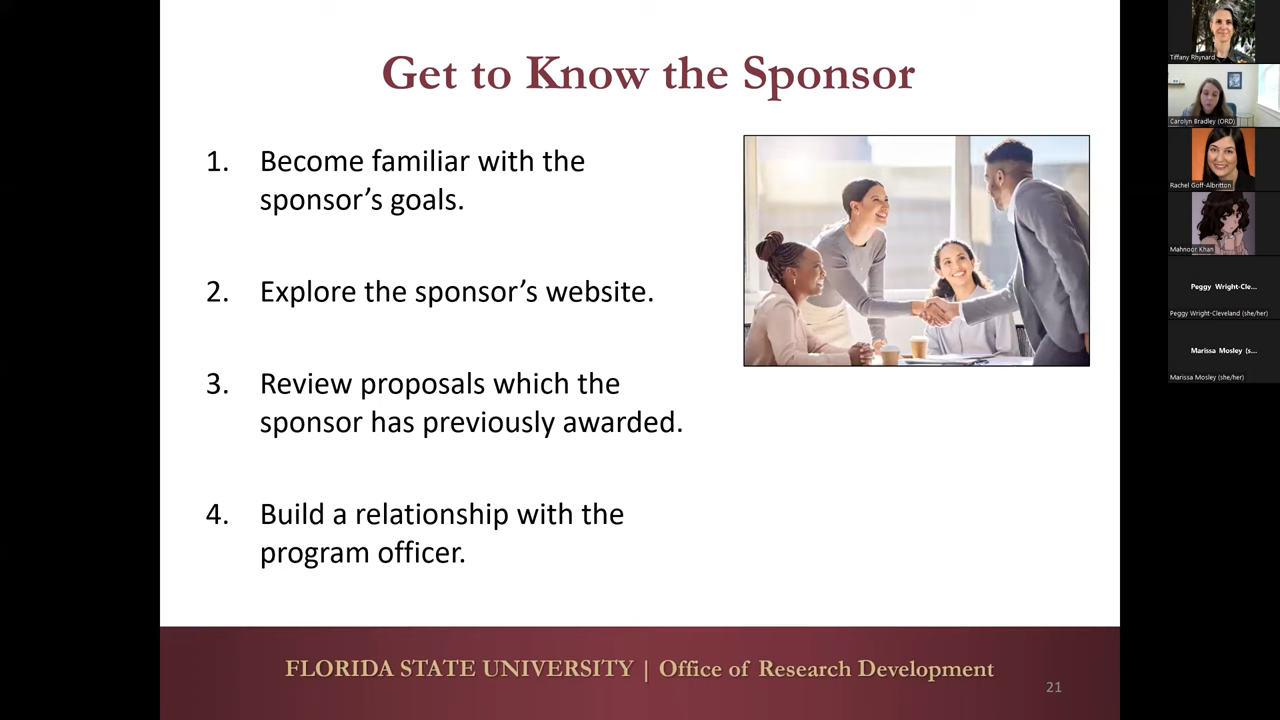 Get to Know the Sponsor
1. Become familiar with the
sponsor’s goals.
2. Explore the sponsor’s website.
3. Review proposals which the
sponsor has previously awarded.
4. Build a relationship with the
program officer.
FLORIDA STATE UNIVERSITY | Office of Research Development
21
Tiffany Rhynard
Carolyn Bradley (ORD)
Rachel Goff-Albritton
Mahnoor Khan
Peggy Wright-Cle...
Peggy Wright-Cleveland (she/her)
Marissa Mosley (s...
Marissa Mosley (she/her)